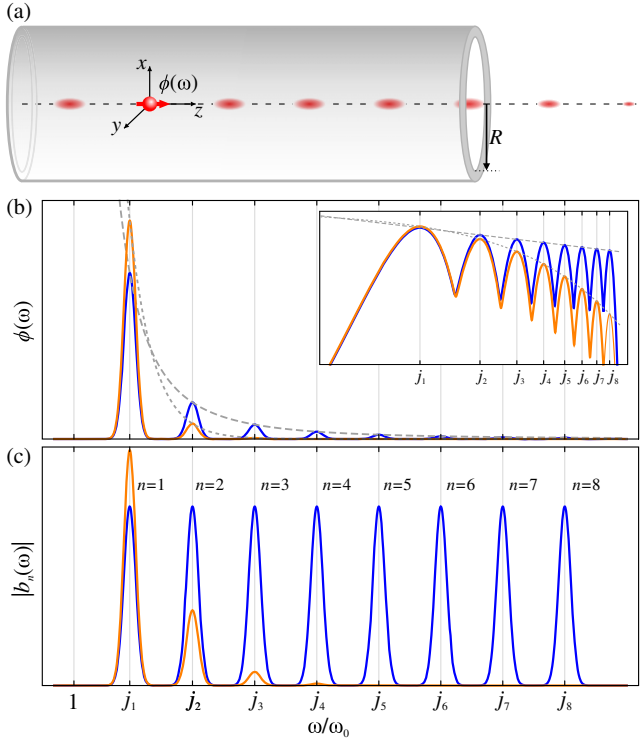 (a)
x
ϕ(ω)
y
z
R
(b)
ϕ(ω)
j₁ j₂ j₃ j₄ j₅ j₆ j₇ j₈
(c)
n=1 n=2 n=3 n=4 n=5 n=6 n=7 n=8
|bₙ(ω)|
1 j₁ j₂ j₃ j₄ j₅ j₆ j₇ j₈
ω/ω₀